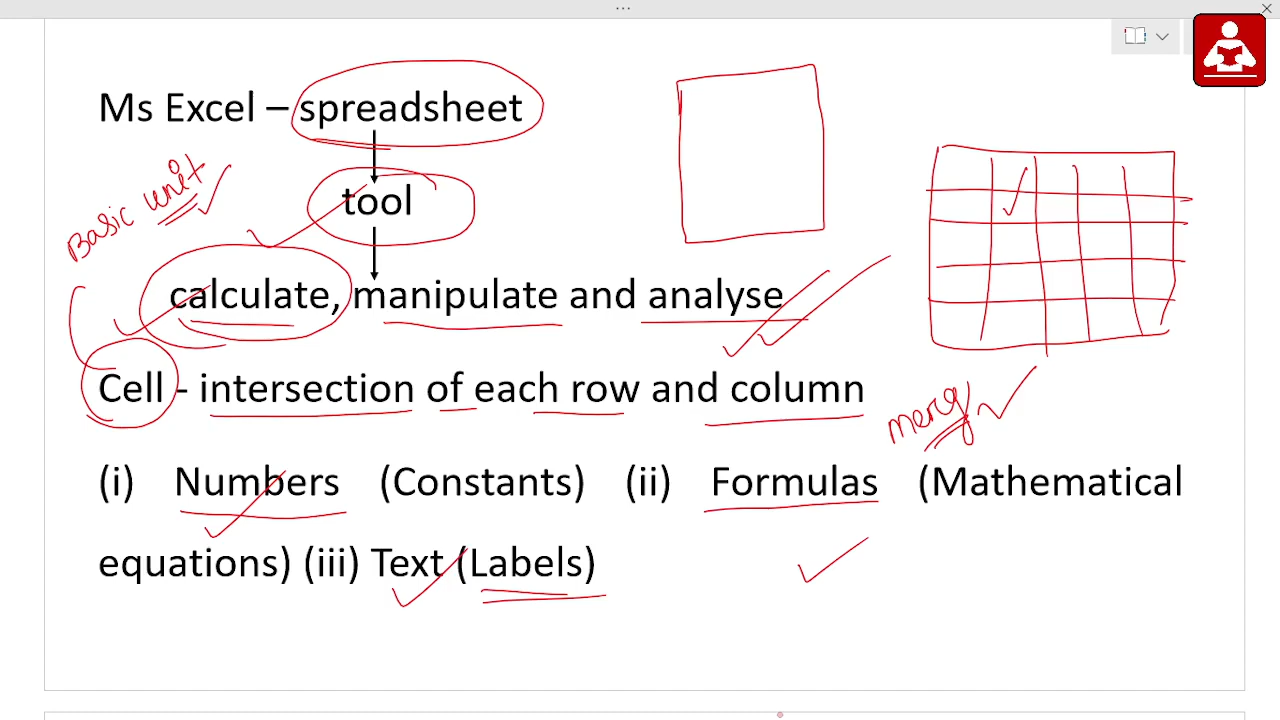 Ms Excel – spreadsheet
Basic unit
tool
calculate, manipulate and analyse
Cell - intersection of each row and column
merg
(i) Numbers (Constants) (ii) Formulas (Mathematical
equations) (iii) Text (Labels)